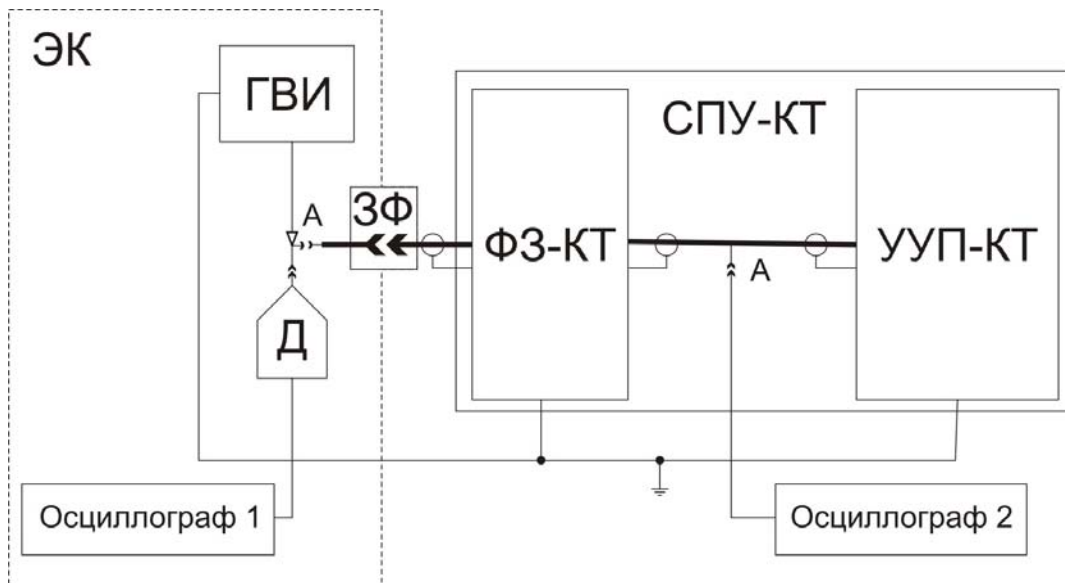 ЭК
ГВИ
СПУ-КТ
А
ЗФ
ФЗ-КТ
УУП-КТ
А
Д
Осциллограф 1
Осциллограф 2